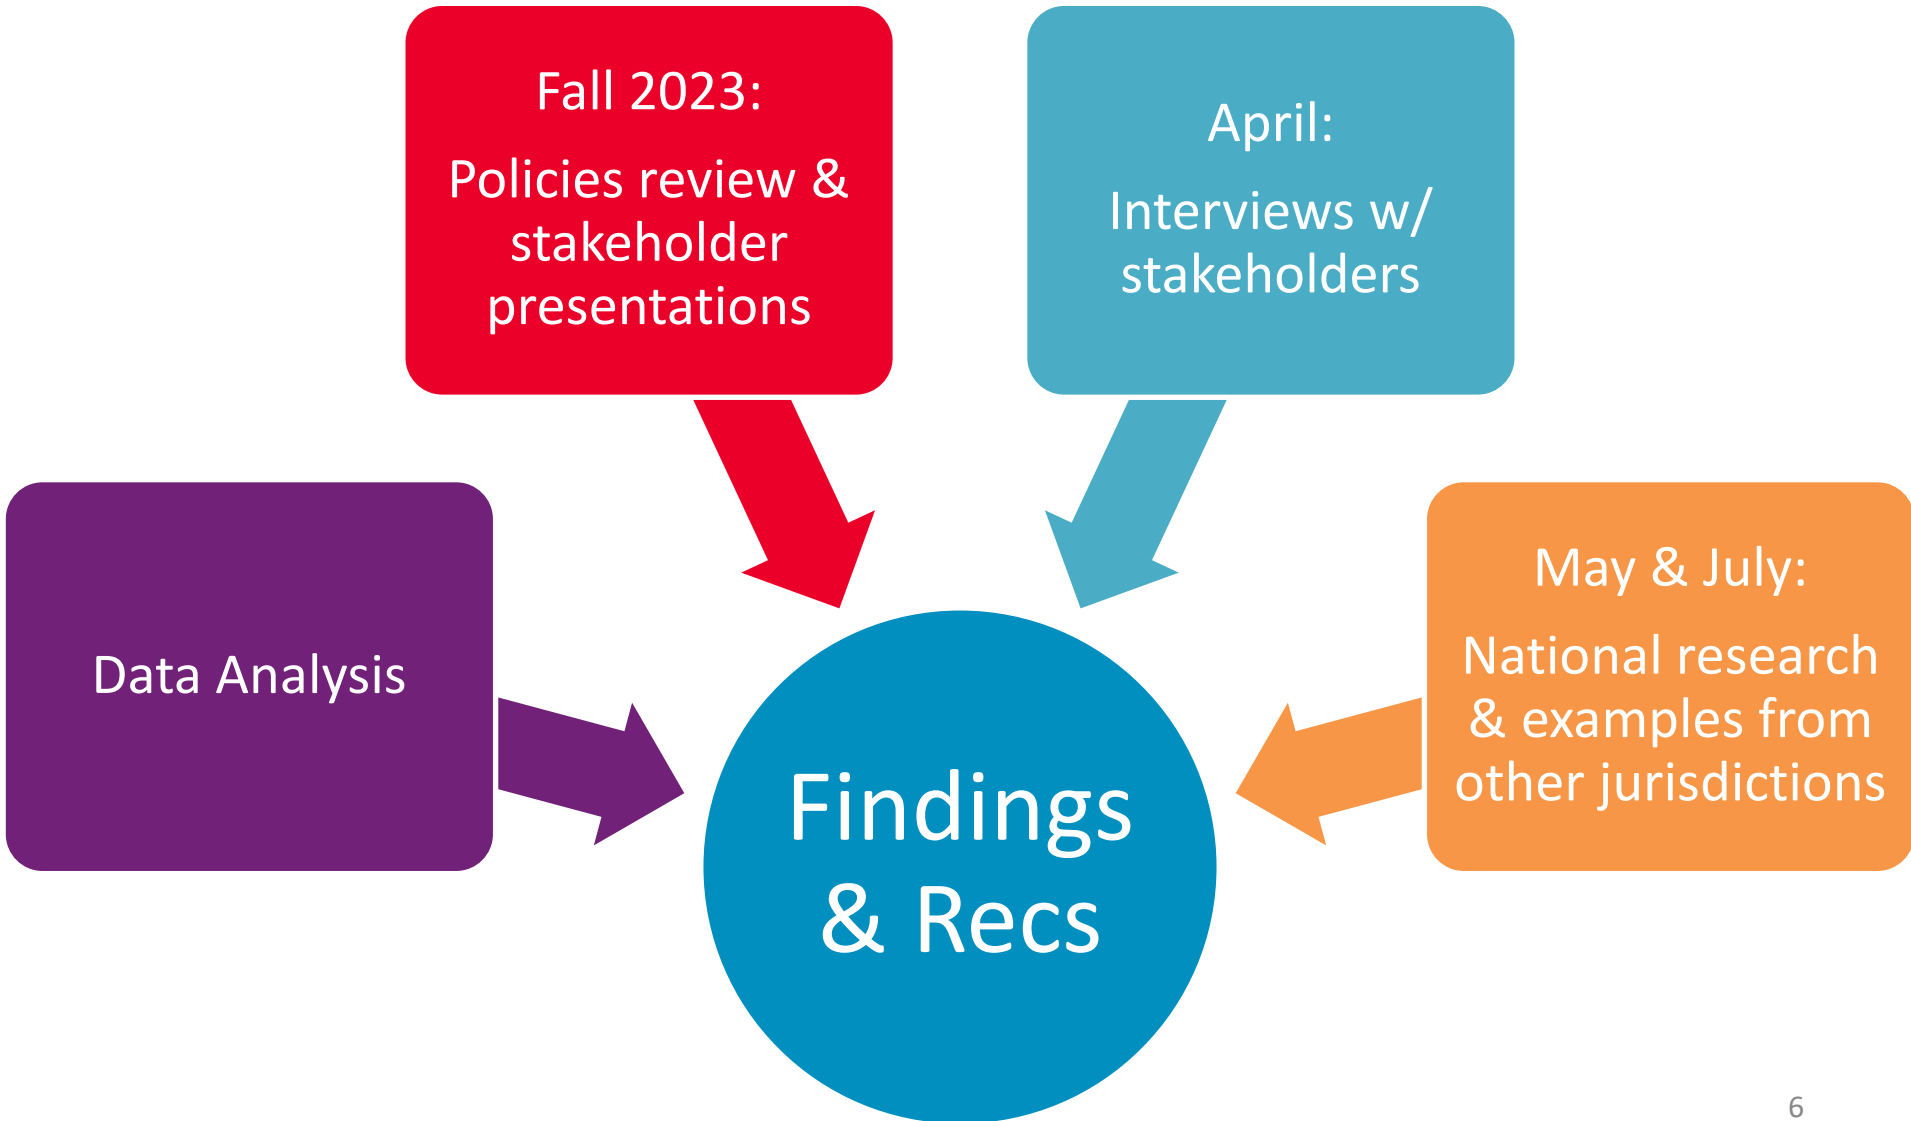 Fall 2023:
Policies review &
stakeholder
presentations
April:
Interviews w/
stakeholders
Data Analysis
May & July:
National research
& examples from
other jurisdictions
Findings
& Recs
6